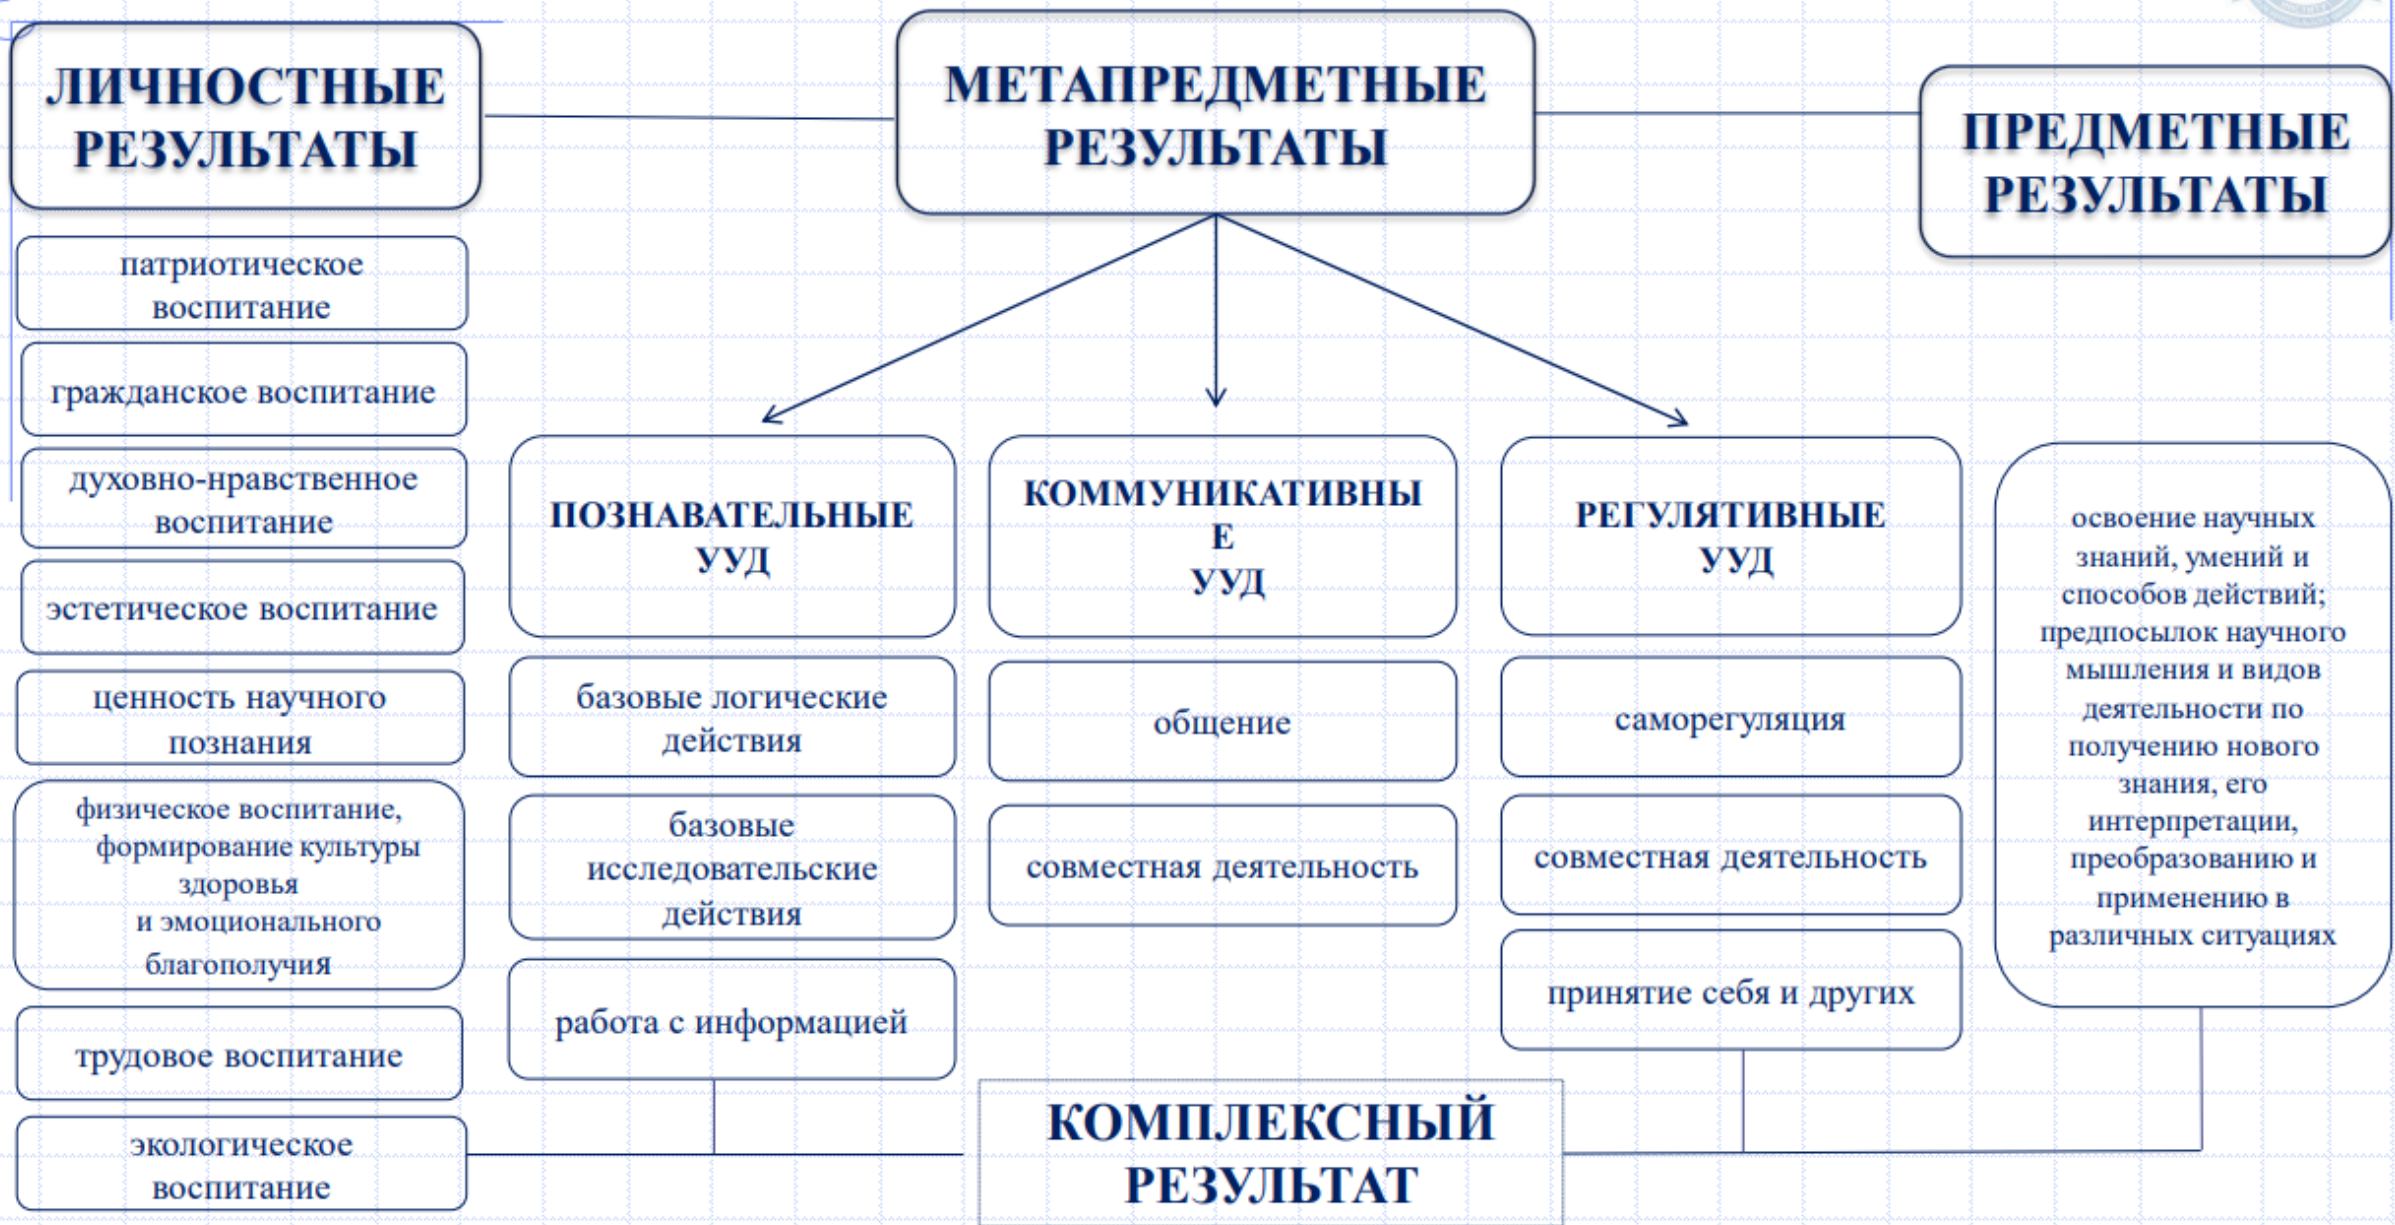 ЛИЧНОСТНЫЕ
РЕЗУЛЬТАТЫ
МЕТАПРЕДМЕТНЫЕ
РЕЗУЛЬТАТЫ
ПРЕДМЕТНЫЕ
РЕЗУЛЬТАТЫ
патриотическое
воспитание
гражданское воспитание
духовно-нравственное
воспитание
эстетическое воспитание
ценность научного
познания
физическое воспитание,
формирование культуры
здоровья
и эмоционального
благополучия
трудовое воспитание
экологическое
воспитание
ПОЗНАВАТЕЛЬНЫЕ
УУД
базовые логические
действия
базовые
исследовательские
действия
работа с информацией
КОММУНИКАТИВНЫ
Е
УУД
общение
совместная деятельность
РЕГУЛЯТИВНЫЕ
УУД
саморегуляция
совместная деятельность
принятие себя и других
освоение научных
знаний, умений и
способов действий;
предпосылок научного
мышления и видов
деятельности по
получению нового
знания, его
интерпретации,
преобразованию и
применению в
различных ситуациях
КОМПЛЕКСНЫЙ
РЕЗУЛЬТАТ